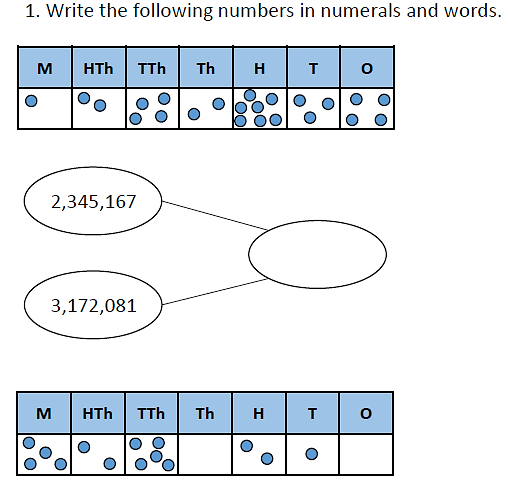 1. Write the following numbers in numerals and words.
M HTh TTh Th H T O
2,345,167
3,172,081
M HTh TTh Th H T O